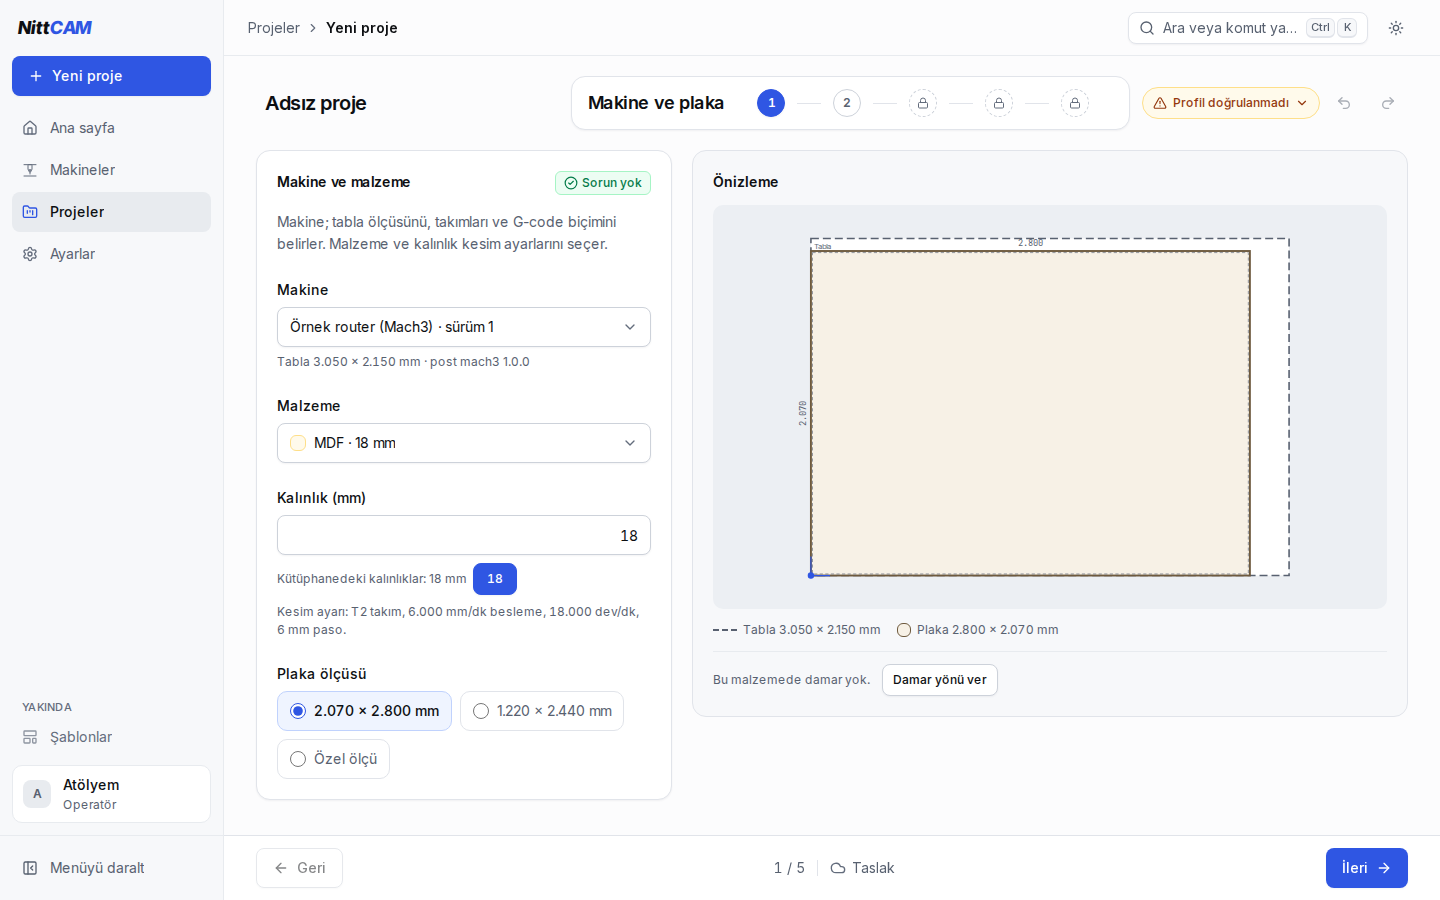 NittCAM
Yeni proje
Ana sayfa
Makineler
Projeler
Ayarlar
YAKINDA
Şablonlar
A
Atölyem
Operatör
Menüyü daralt
Projeler > Yeni proje
Ara veya komut ya... Ctrl K
Adsız proje
Makine ve plaka 1 2
Profil doğrulanmadı
Makine ve malzeme
Sorun yok
Makine; tabla ölçüsünü, takımları ve G-code biçimini
belirler. Malzeme ve kalınlık kesim ayarlarını seçer.
Makine
Örnek router (Mach3) · sürüm 1
Tabla 3.050 × 2.150 mm · post mach3 1.0.0
Malzeme
MDF · 18 mm
Kalınlık (mm)
18
Kütüphanedeki kalınlıklar: 18 mm 18
Kesim ayarı: T2 takım, 6.000 mm/dk besleme, 18.000 dev/dk,
6 mm paso.
Plaka ölçüsü
2.070 × 2.800 mm
1.220 × 2.440 mm
Özel ölçü
Önizleme
Tabla
2.800
2.070
Tabla 3.050 × 2.150 mm
Plaka 2.800 × 2.070 mm
Bu malzemede damar yok.
Damar yönü ver
Geri
1 / 5
Taslak
İleri